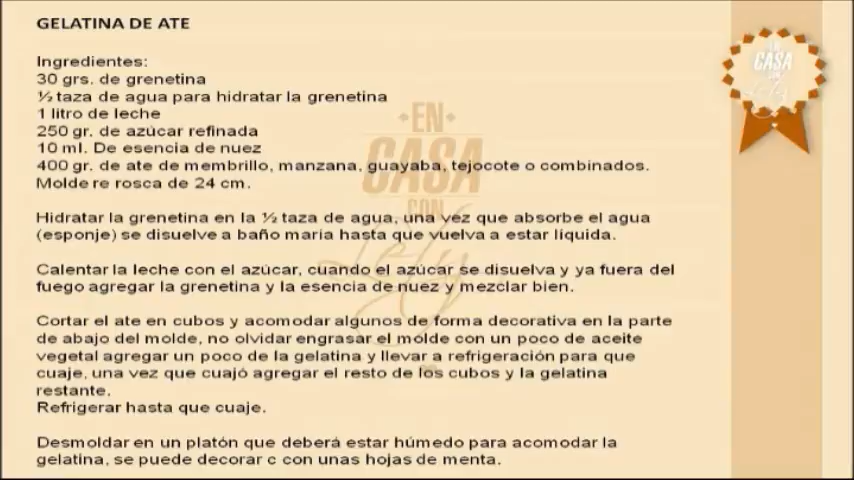 GELATINA DE ATE
Ingredientes:
30 grs. de grenetina
½ taza de agua para hidratar la grenetina
1 litro de leche
250 gr. de azúcar refinada
10 ml. De esencia de nuez
400 gr. de ate de membrillo, manzana, guayaba, tejocote o combinados.
Molde re rosca de 24 cm.
Hidratar la grenetina en la ½ taza de agua, una vez que absorbe el agua
(esponje) se disuelve a baño maria hasta que vuelva a estar líquida.
Calentar la leche con el azúcar, cuando el azúcar se disuelva y ya fuera del
fuego agregar la grenetina y la esencia de nuez y mezclar bien.
Cortar el ate en cubos y acomodar algunos de forma decorativa en la parte
de abajo del molde, no olvidar engrasar el molde con un poco de aceite
vegetal agregar un poco de la gelatina y llevar a refrigeración para que
cuaje, una vez que cuajó agregar el resto de los cubos y la gelatina
restante.
Refrigerar hasta que cuaje.
Desmoldar en un platón que deberá estar húmedo para acomodar la
gelatina, se puede decorar c con unas hojas de menta.
EN
CASA
CON
Lety
CASA